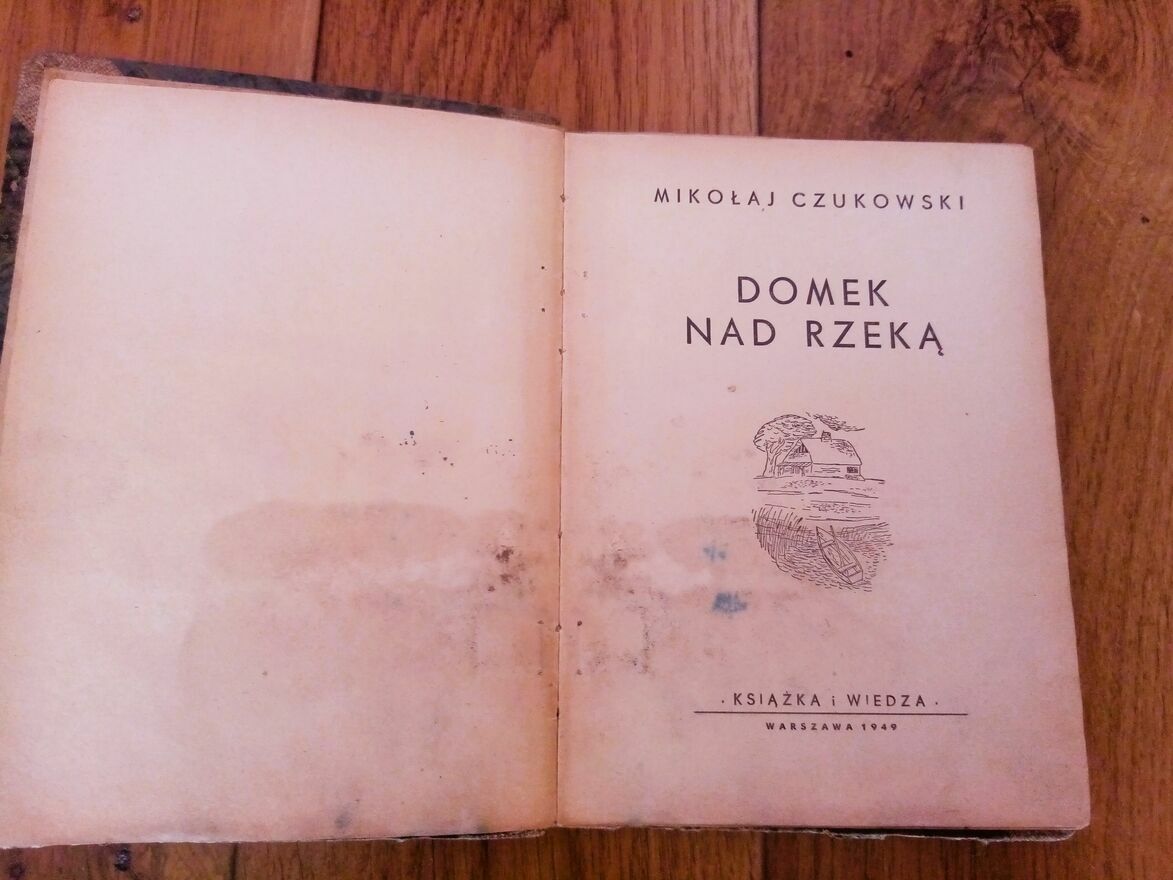 MIKOŁAJ CZUKOWSKI
DOMEK
NAD RZEKĄ
· KSIĄŻKA i WIEDZA ·
WARSZAWA 1949